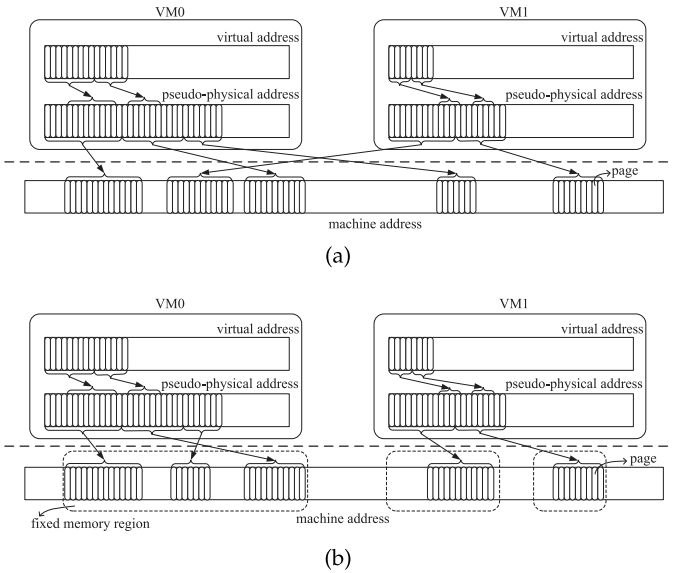 VM0
VM1
virtual address
virtual address
pseudo-physical address
pseudo-physical address
page
machine address
(a)
VM0
VM1
virtual address
virtual address
pseudo-physical address
pseudo-physical address
page
fixed memory region
machine address
(b)